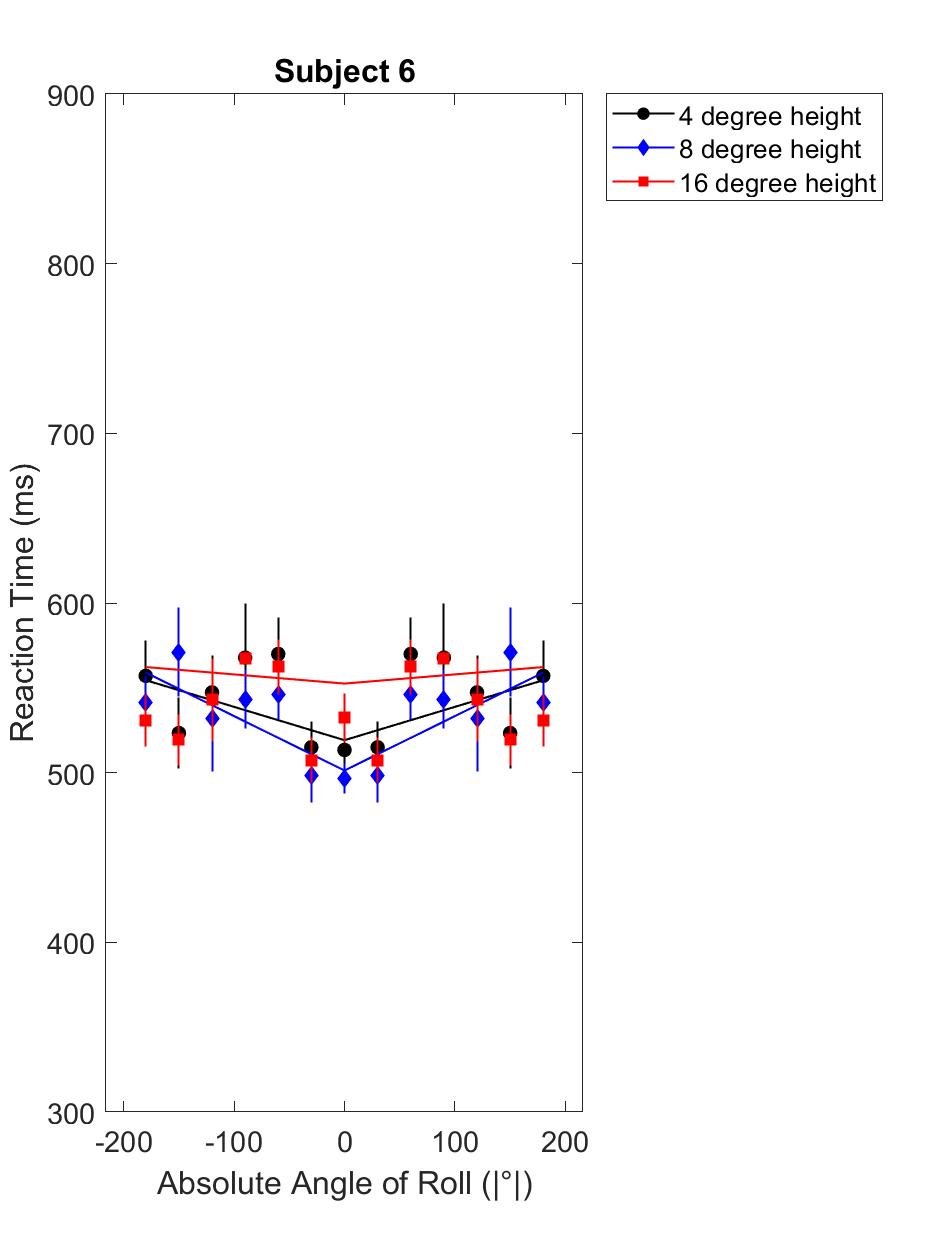 Subject 6
900
800
700
600
500
400
300
-200 -100 0 100 200
Reaction Time (ms)
Absolute Angle of Roll (|°|)
4 degree height
8 degree height
16 degree height